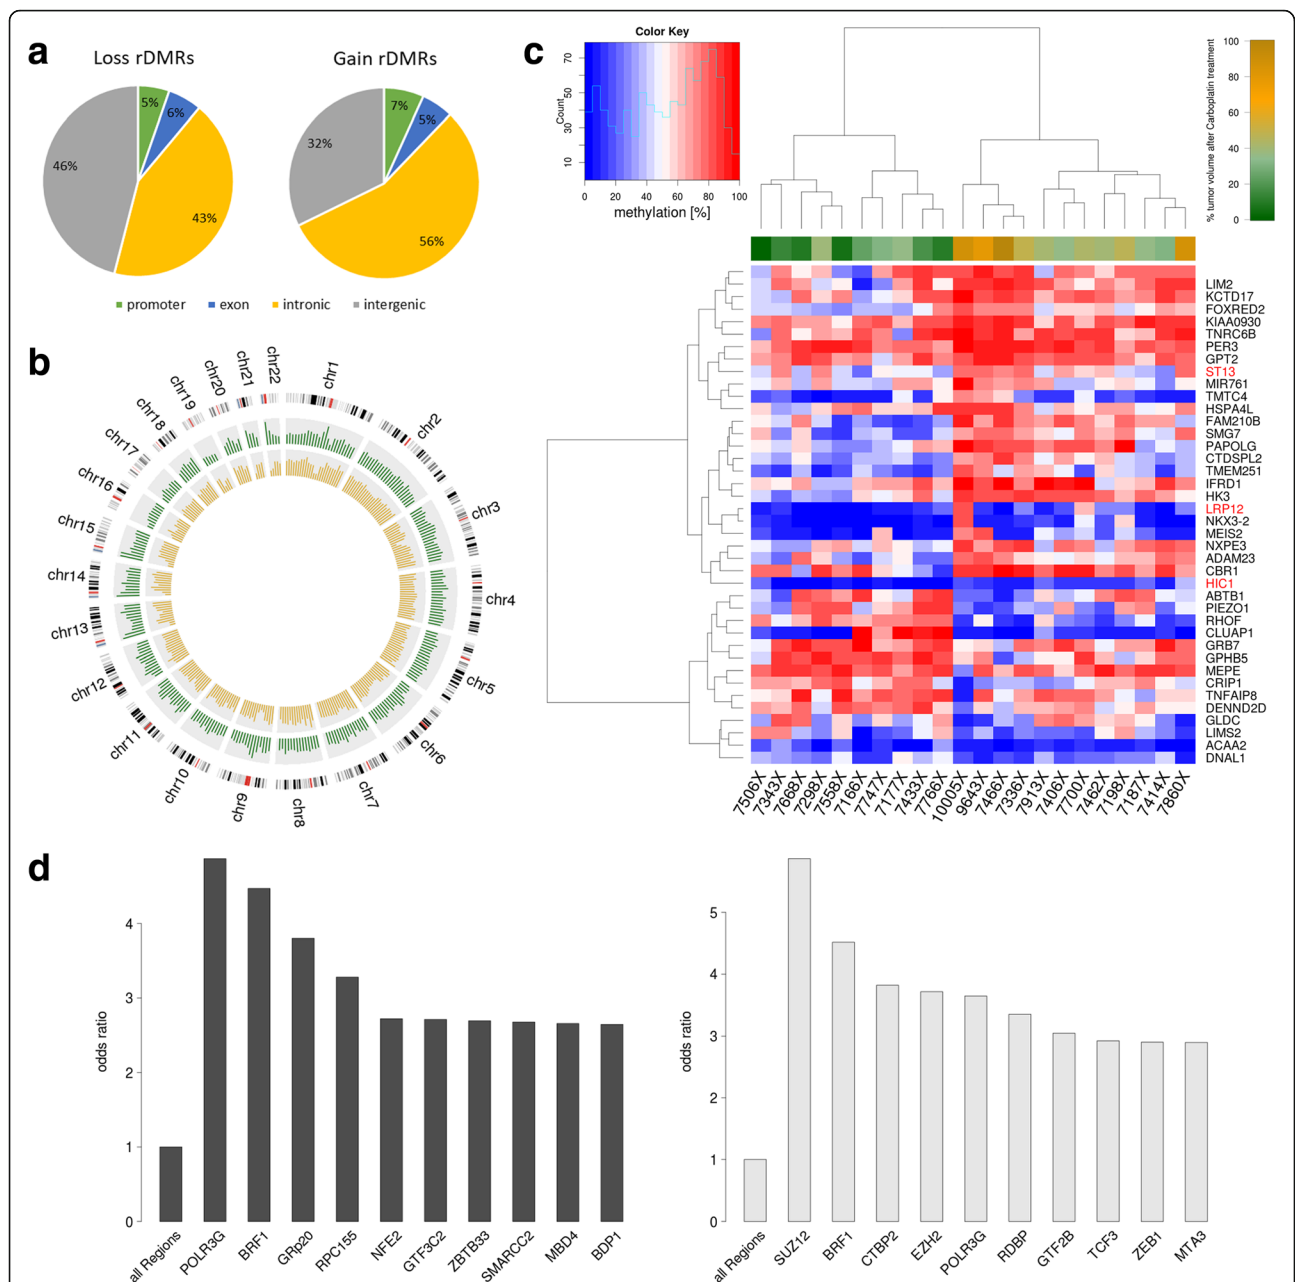 a
Loss rDMRs
Gain rDMRs
5%
6%
43%
46%
7%
5%
56%
32%
promoter exon intronic intergenic
b
chr1
chr2
chr3
chr4
chr5
chr6
chr7
chr8
chr9
chr10
chr11
chr12
chr13
chr14
chr15
chr16
chr17
chr18
chr19
chr20
chr21
chr22
c
Color Key
Count
10 30 50 70
0 20 40 60 80 100
methylation [%]
% tumor volume after Carboplatin treatment
100
80
60
40
20
0
LIM2
KCTD17
FOXRED2
KIAA0930
TNRC6B
PER3
GPT2
ST13
MIR761
TMTC4
HSPA4L
FAM210B
SMG7
PAPOLG
CTDSPL2
TMEM251
IFRD1
HK3
LRP12
NKX3-2
MEIS2
NXPE3
ADAM23
CBR1
HIC1
ABTB1
PIEZO1
RHOF
CLUAP1
GRB7
GPHB5
MEPE
CRIP1
TNFAIP8
DENND2D
GLDC
LIMS2
ACAA2
DNAL1
7506X
7343X
7668X
7298X
7558X
7166X
7747X
7177X
7433X
7766X
10005X
9643X
7466X
7336X
7913X
7406X
7700X
7462X
7198X
7187X
7414X
7860X
d
odds ratio
4
3
2
1
0
all Regions
POLR3G
BRF1
GRp20
RPC155
NFE2
GTF3C2
ZBTB33
SMARCC2
MBD4
BDP1
odds ratio
5
4
3
2
1
0
all Regions
SUZ12
BRF1
CTBP2
EZH2
POLR3G
RDBP
GTF2B
TCF3
ZEB1
MTA3